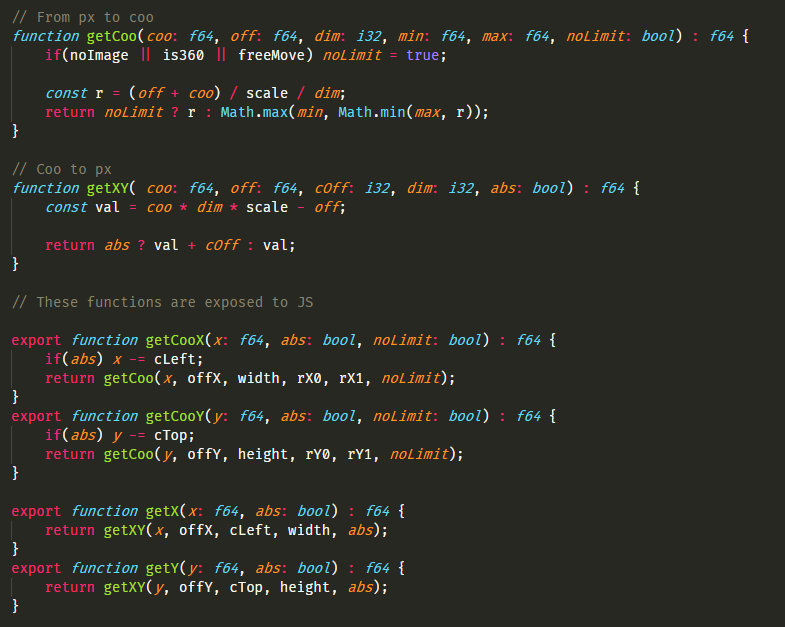 // From px to coo
function getCoo(coo: f64, off: f64, dim: i32, min: f64, max: f64, noLimit: bool) : f64 {
if(noImage || is360 || freeMove) noLimit = true;
const r = (off + coo) / scale / dim;
return noLimit ? r : Math.max(min, Math.min(max, r));
}
// Coo to px
function getXY( coo: f64, off: f64, cOff: i32, dim: i32, abs: bool) : f64 {
const val = coo * dim * scale - off;
return abs ? val + cOff : val;
}
// These functions are exposed to JS
export function getCooX(x: f64, abs: bool, noLimit: bool) : f64 {
if(abs) x -= cLeft;
return getCoo(x, offX, width, rX0, rX1, noLimit);
}
export function getCooY(y: f64, abs: bool, noLimit: bool) : f64 {
if(abs) y -= cTop;
return getCoo(y, offY, height, rY0, rY1, noLimit);
}
export function getX(x: f64, abs: bool) : f64 {
return getXY(x, offX, cLeft, width, abs);
}
export function getY(y: f64, abs: bool) : f64 {
return getXY(y, offY, cTop, height, abs);
}